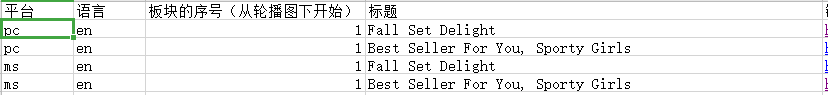 平台 语言 板块的序号（从轮播图下开始） 标题
pc en 1 Fall Set Delight
pc en 1 Best Seller For You, Sporty Girls
ms en 1 Fall Set Delight
ms en 1 Best Seller For You, Sporty Girls